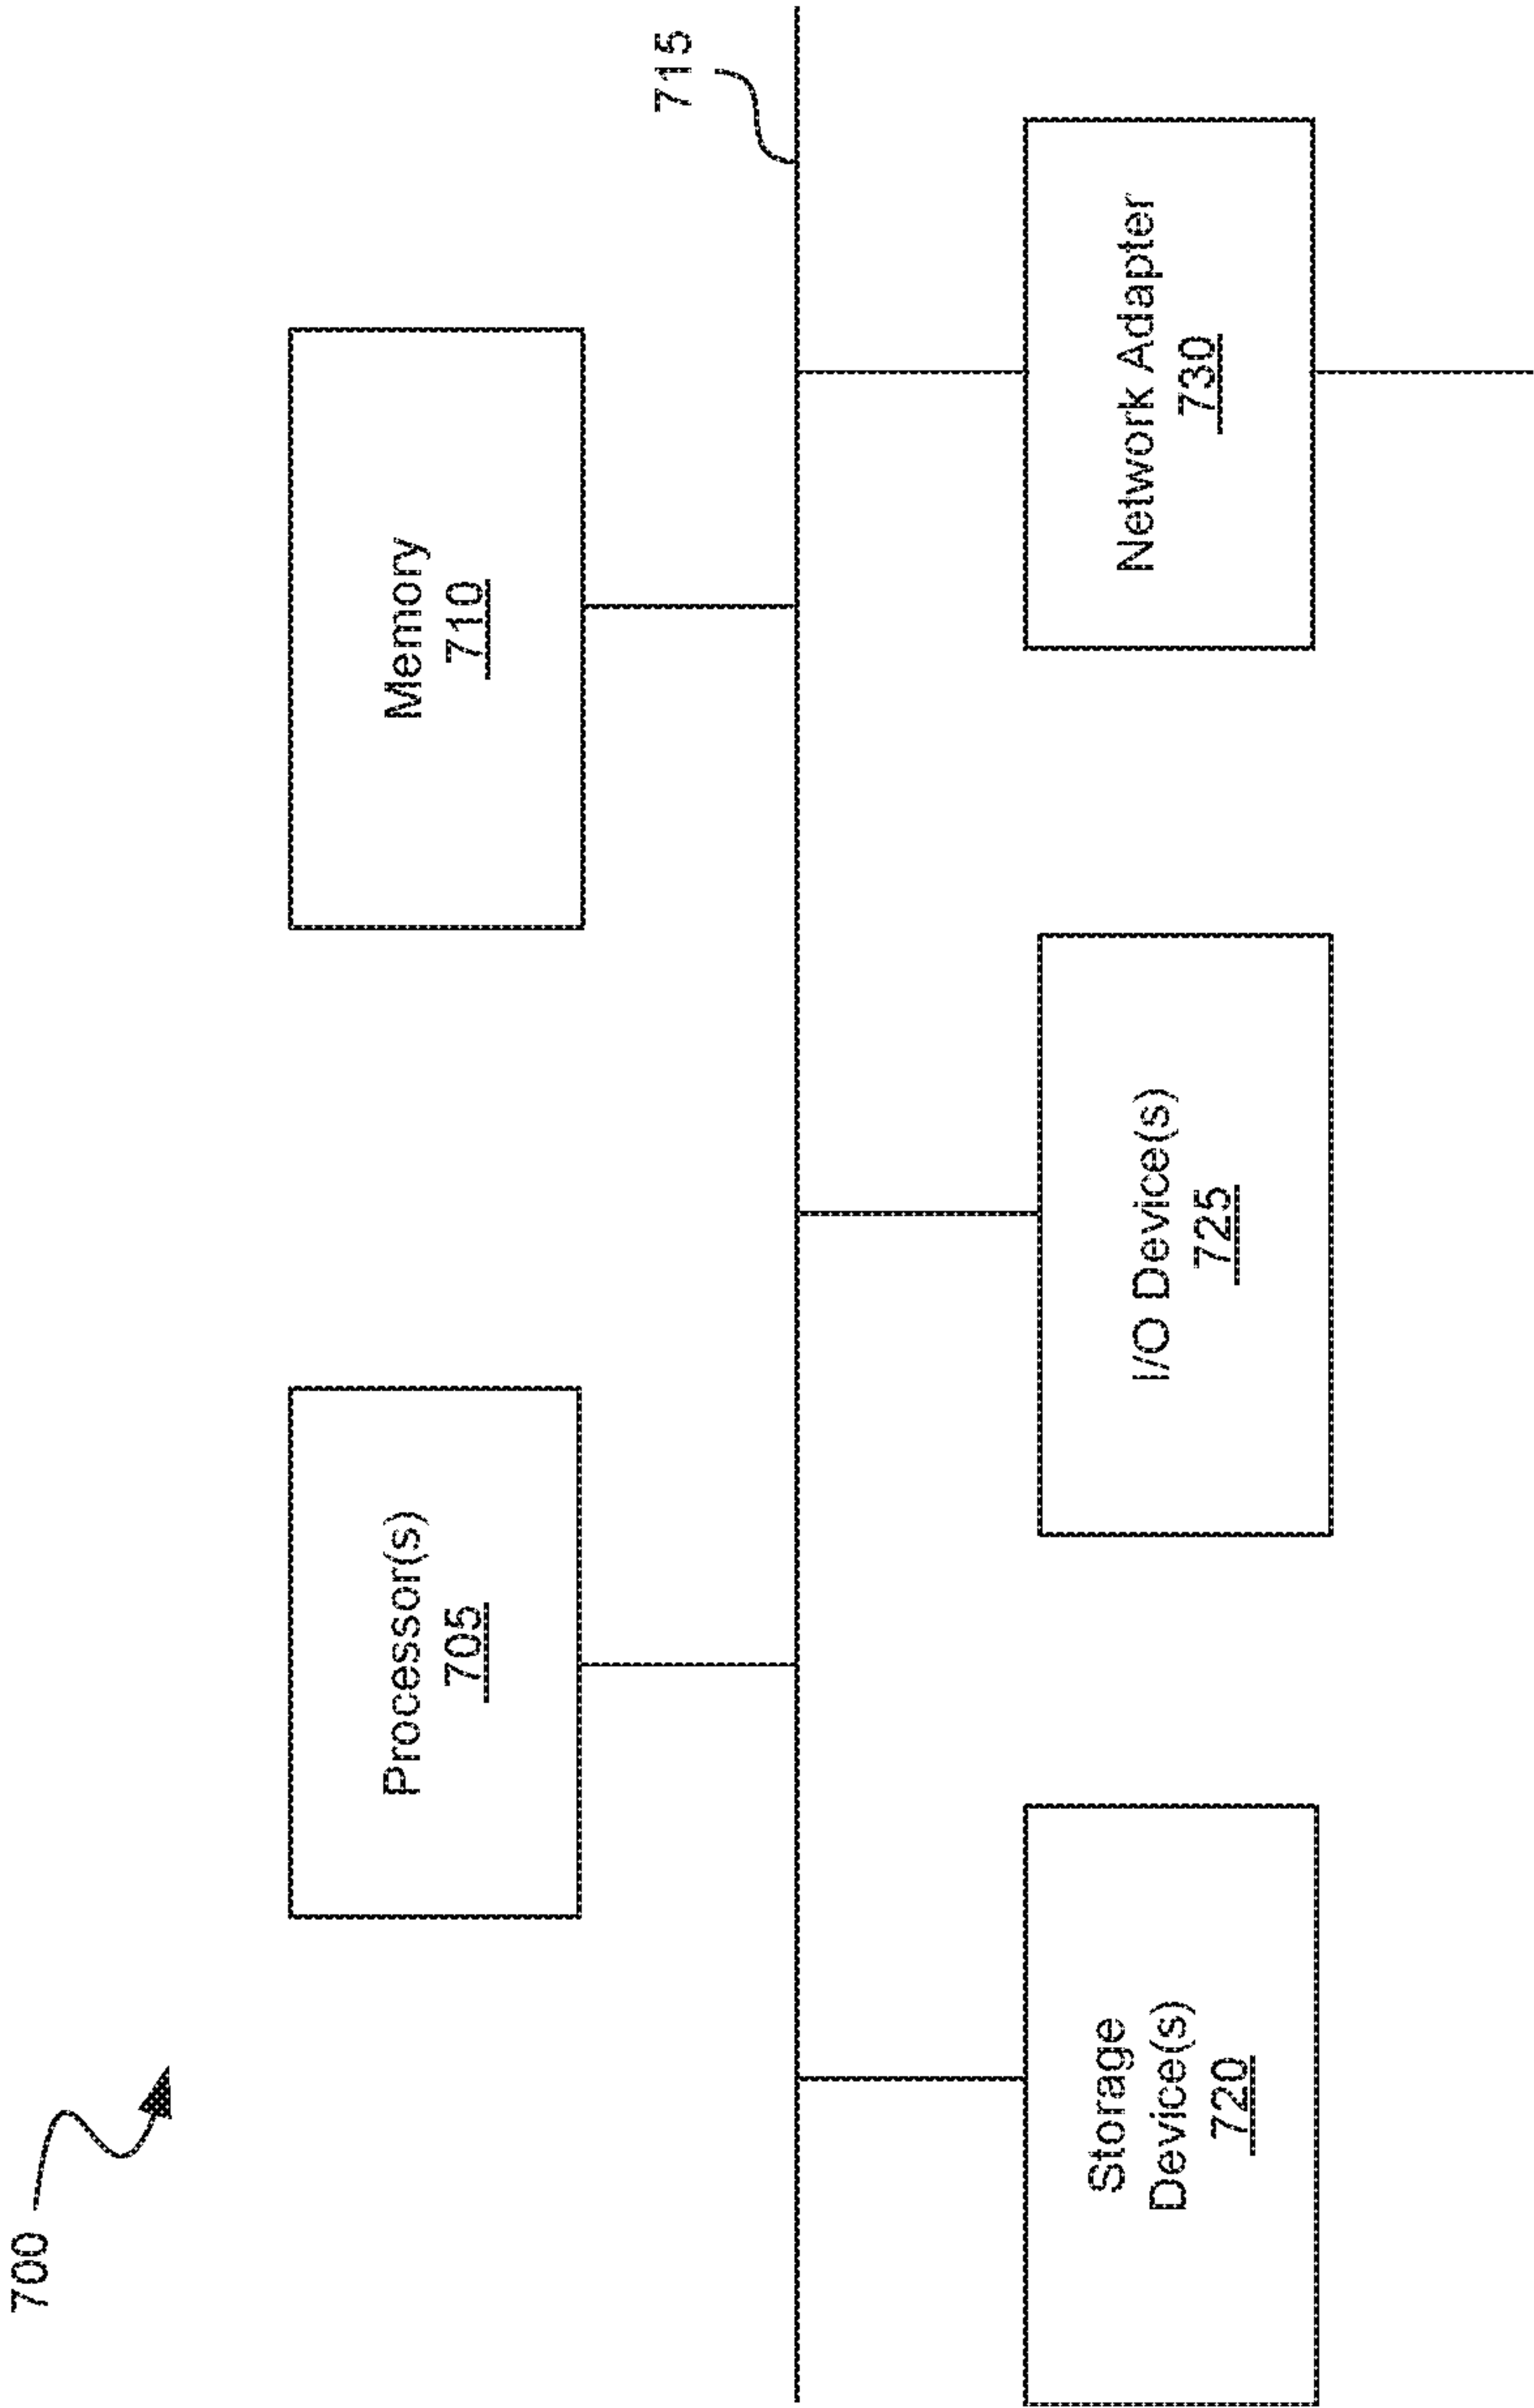 700
Processor(s)
705
Memory
710
715
Storage
Device(s)
720
I/O Device(s)
725
Network Adapter
730